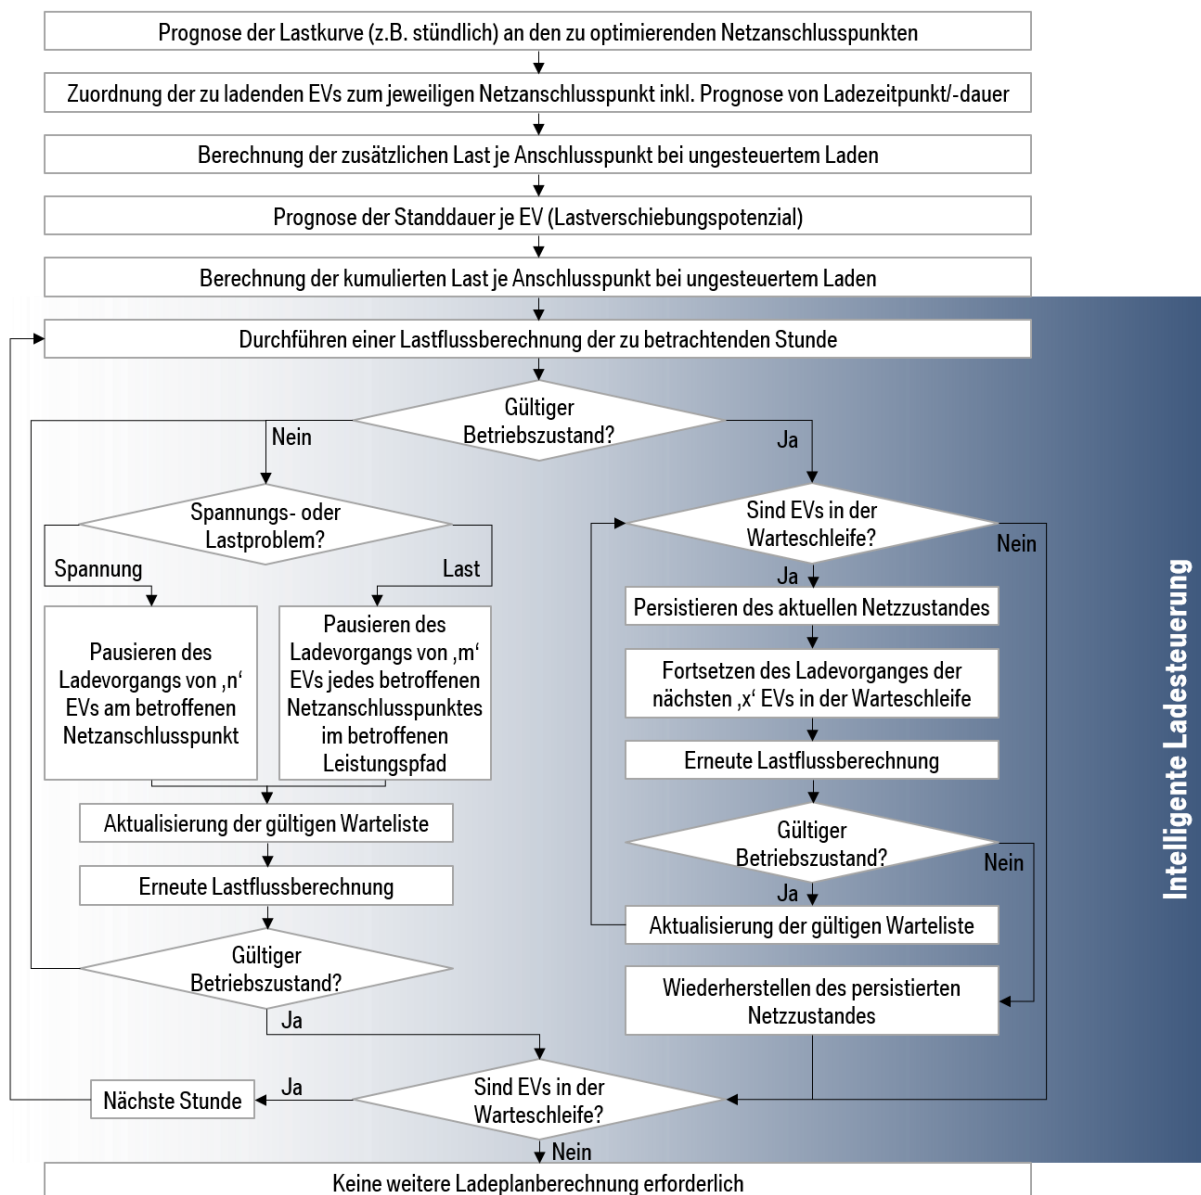 Prognose der Lastkurve (z.B. stündlich) an den zu optimierenden Netzanschlusspunkten
Zuordnung der zu ladenden EVs zum jeweiligen Netzanschlusspunkt inkl. Prognose von Ladezeitpunkt/-dauer
Berechnung der zusätzlichen Last je Anschlusspunkt bei ungesteuertem Laden
Prognose der Standdauer je EV (Lastverschiebungspotenzial)
Berechnung der kumulierten Last je Anschlusspunkt bei ungesteuertem Laden
Durchführen einer Lastflussberechnung der zu betrachtenden Stunde
Gültiger
Betriebszustand?
Nein
Ja
Spannungs- oder
Lastproblem?
Spannung
Last
Pausieren des
Ladevorgangs von ‚n‘
EVs am betroffenen
Netzanschlusspunkt
Pausieren des
Ladevorgangs von ‚m‘
EVs jedes betroffenen
Netzanschlusspunktes
im betroffenen
Leistungspfad
Aktualisierung der gültigen Warteliste
Erneute Lastflussberechnung
Gültiger
Betriebszustand?
Ja
Sind EVs in der
Warteschleife?
Nein
Ja
Persistieren des aktuellen Netzzustandes
Fortsetzen des Ladevorganges der
nächsten ‚x‘ EVs in der Warteschleife
Erneute Lastflussberechnung
Gültiger
Betriebszustand?
Nein
Ja
Aktualisierung der gültigen Warteliste
Wiederherstellen des persistierten
Netzzustandes
Sind EVs in der
Warteschleife?
Ja
Nächste Stunde
Nein
Keine weitere Ladeplanberechnung erforderlich
Intelligente Ladesteuerung